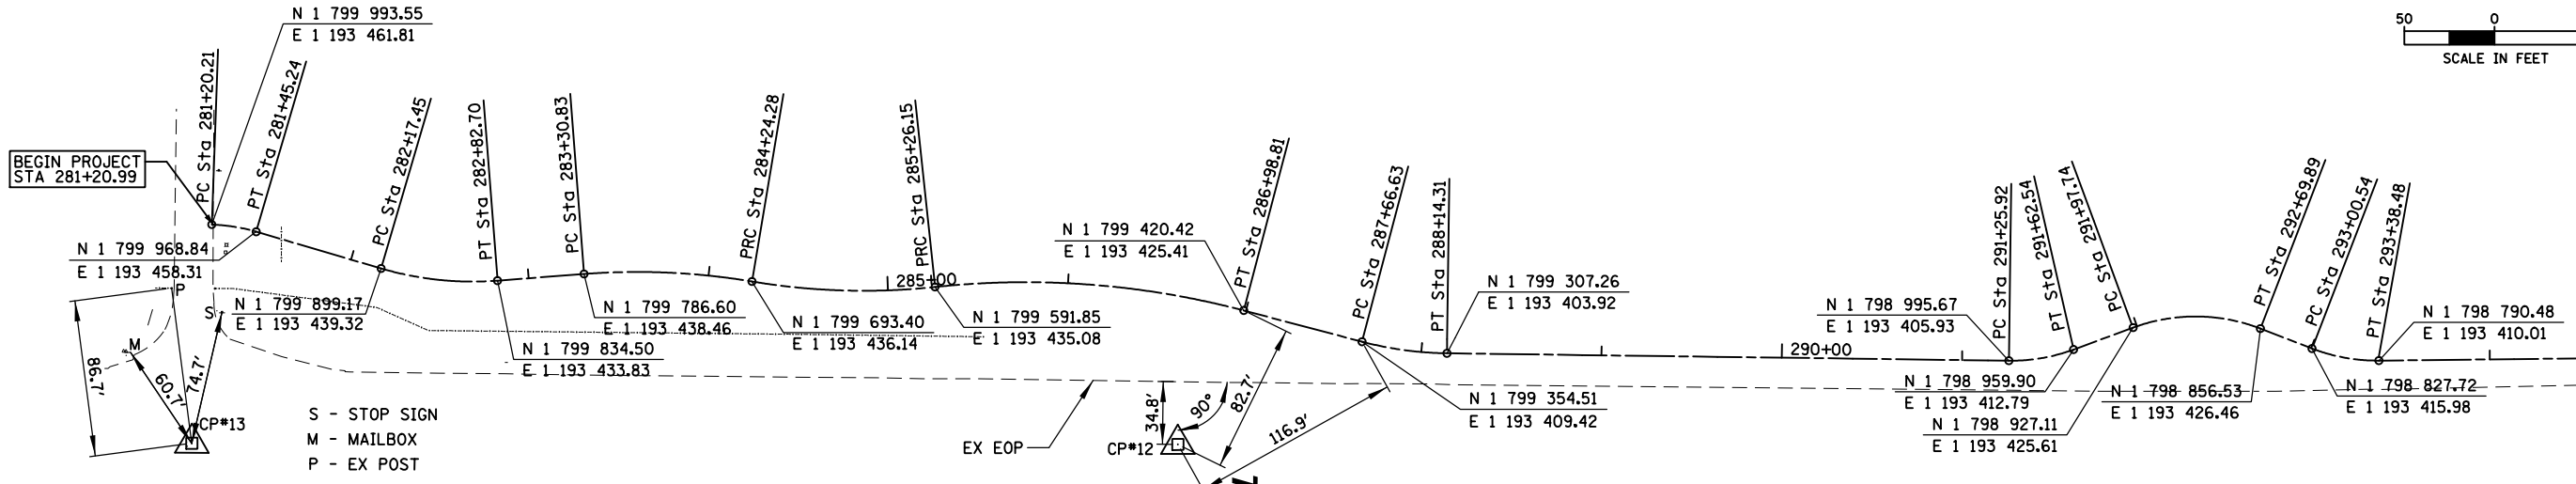 N 1 799 993.55
E 1 193 461.81
50 0
SCALE IN FEET
BEGIN PROJECT
STA 281+20.99
PC Sta 281+20.21
PT Sta 281+45.24
PC Sta 282+17.45
PT Sta 282+82.70
PC Sta 283+30.83
PRC Sta 284+24.28
PRC Sta 285+26.15
PT Sta 286+98.81
PC Sta 287+66.63
PT Sta 288+14.31
PC Sta 291+25.92
PT Sta 291+62.54
PC Sta 291+97.74
PT Sta 292+69.89
PC Sta 293+00.54
PT Sta 293+38.48
N 1 799 968.84
E 1 193 458.31
N 1 799 899.17
E 1 193 439.32
N 1 799 834.50
E 1 193 433.83
N 1 799 786.60
E 1 193 438.46
N 1 799 693.40
E 1 193 436.14
N 1 799 591.85
E 1 193 435.08
285+00
N 1 799 420.42
E 1 193 425.41
N 1 799 354.51
E 1 193 409.42
N 1 799 307.26
E 1 193 403.92
290+00
N 1 798 995.67
E 1 193 405.93
N 1 798 959.90
E 1 193 412.79
N 1 798 927.11
E 1 193 425.61
N 1 798 856.53
E 1 193 426.46
N 1 798 827.72
E 1 193 415.98
N 1 798 790.48
E 1 193 410.01
P
S
M
86.7'
60.7'
74.7'
CP#13
S - STOP SIGN
M - MAILBOX
P - EX POST
EX EOP
34.8'
90°
82.7'
116.9'
CP#12